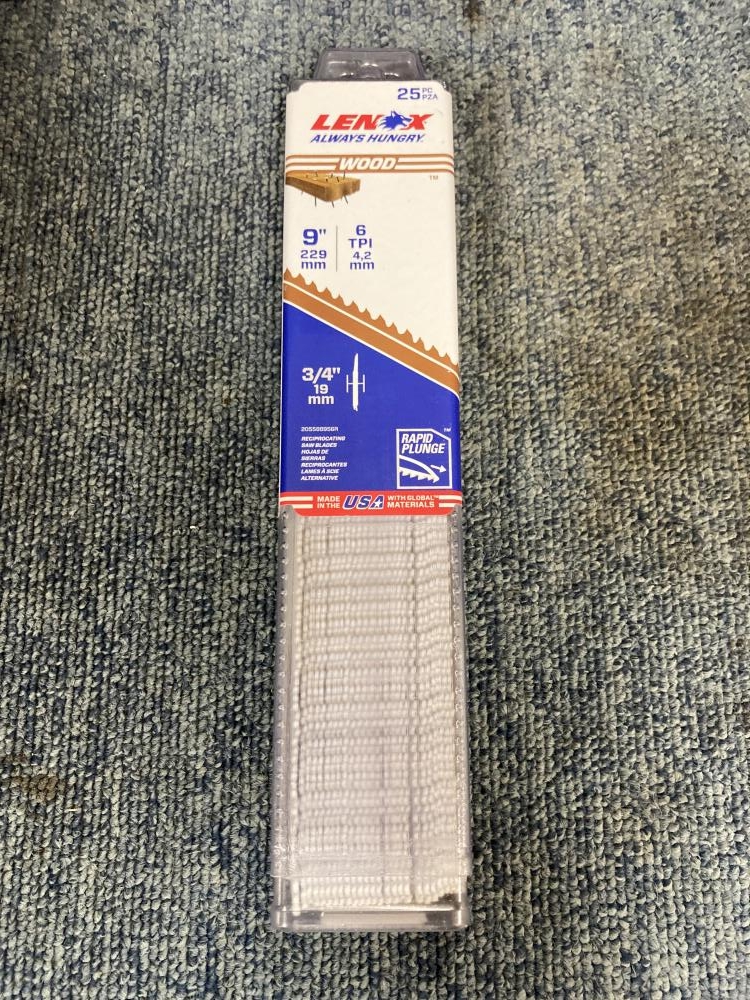 25 PC PZA
LENOX
ALWAYS HUNGRY.
WOOD
TM
9" 6
229 TPI
mm 4,2
mm
3/4"
19
mm
RECIPROCATING
SAW BLADES
HOJAS DE
SIERRAS
RECIPROCANTES
LAMES À SCIE
ALTERNATIVE
TM
RAPID
PLUNGE
MADE IN THE USA WITH GLOBAL MATERIALS